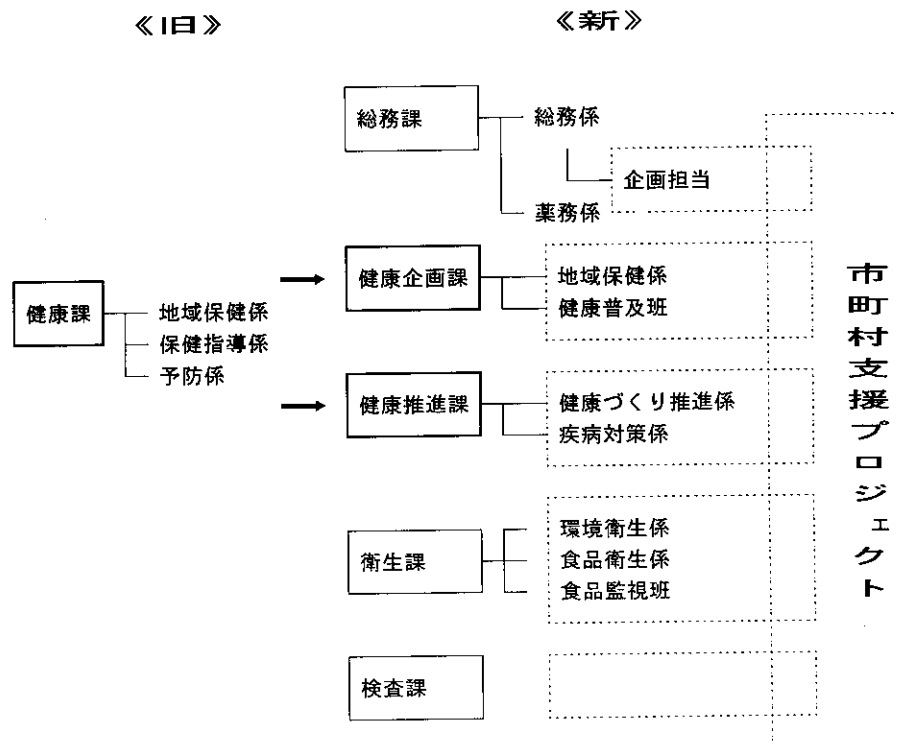 《旧》
《新》
総務課
総務係
企画担当
薬務係
健康企画課
地域保健係
健康普及班
健康課
地域保健係
保健指導係
予防係
健康推進課
健康づくり推進係
疾病対策係
衛生課
環境衛生係
食品衛生係
食品監視班
検査課
市町村支援プロジェクト